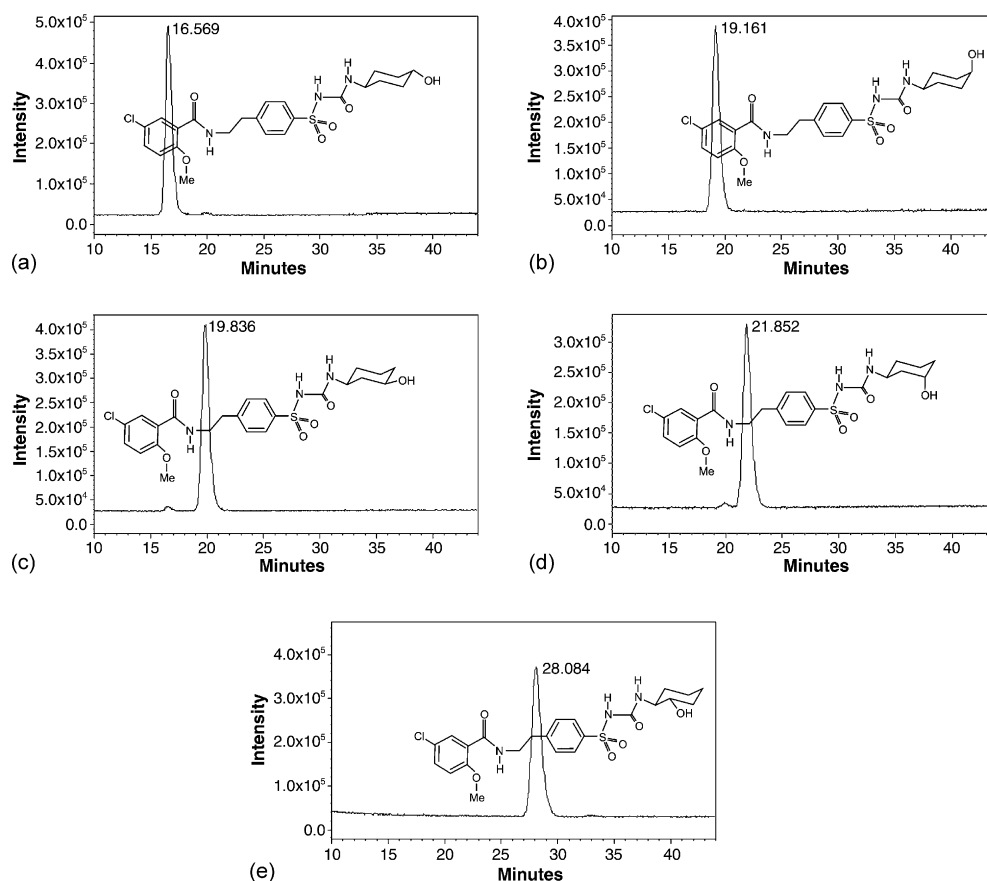 5.0x10⁵
4.0x10⁵
3.0x10⁵
2.0x10⁵
1.0x10⁵
0.0
Intensity
16.569
Cl
O
N
H
O
Me
S
O
O
H
N
O
H
N
OH
10 15 20 25 30 35 40
Minutes
(a)
4.0x10⁵
3.5x10⁵
3.0x10⁵
2.5x10⁵
2.0x10⁵
1.5x10⁵
1.0x10⁵
5.0x10⁴
0.0
Intensity
19.161
Cl
O
N
H
O
Me
S
O
O
H
N
O
H
N
OH
10 15 20 25 30 35 40
Minutes
(b)
4.0x10⁵
3.5x10⁵
3.0x10⁵
2.5x10⁵
2.0x10⁵
1.5x10⁵
1.0x10⁵
5.0x10⁴
0.0
Intensity
19.836
Cl
O
N
H
O
Me
S
O
O
H
N
O
H
N
OH
10 15 20 25 30 35 40
Minutes
(c)
3.0x10⁵
2.5x10⁵
2.0x10⁵
1.5x10⁵
1.0x10⁵
5.0x10⁴
0.0
Intensity
21.852
Cl
O
N
H
O
Me
S
O
O
H
N
O
H
N
OH
10 15 20 25 30 35 40
Minutes
(d)
4.0x10⁵
3.0x10⁵
2.0x10⁵
1.0x10⁵
0.0
Intensity
28.084
Cl
O
N
H
O
Me
S
O
O
H
N
O
H
N
OH
10 15 20 25 30 35 40
Minutes
(e)